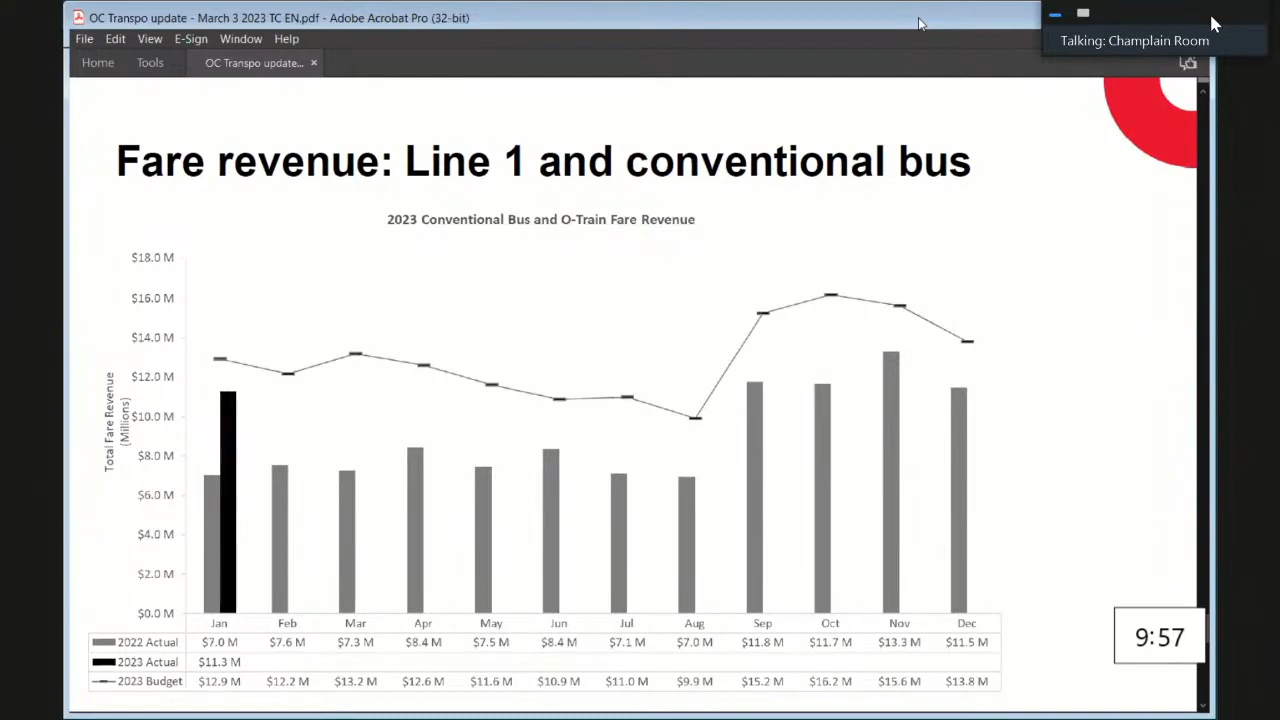 OC Transpo update - March 3 2023 TC EN.pdf - Adobe Acrobat Pro (32-bit)
Talking: Champlain Room
File Edit View E-Sign Window Help
Home Tools OC Transpo update... ×
Fare revenue: Line 1 and conventional bus
2023 Conventional Bus and O-Train Fare Revenue
Total Fare Revenue
(Millions)
$18.0 M
$16.0 M
$14.0 M
$12.0 M
$10.0 M
$8.0 M
$6.0 M
$4.0 M
$2.0 M
$0.0 M
Jan Feb Mar Apr May Jun Jul Aug Sep Oct Nov Dec
2022 Actual $7.0 M $7.6 M $7.3 M $8.4 M $7.5 M $8.4 M $7.1 M $7.0 M $11.8 M $11.7 M $13.3 M $11.5 M
2023 Actual $11.3 M
2023 Budget $12.9 M $12.2 M $13.2 M $12.6 M $11.6 M $10.9 M $11.0 M $9.9 M $15.2 M $16.2 M $15.6 M $13.8 M
9:57